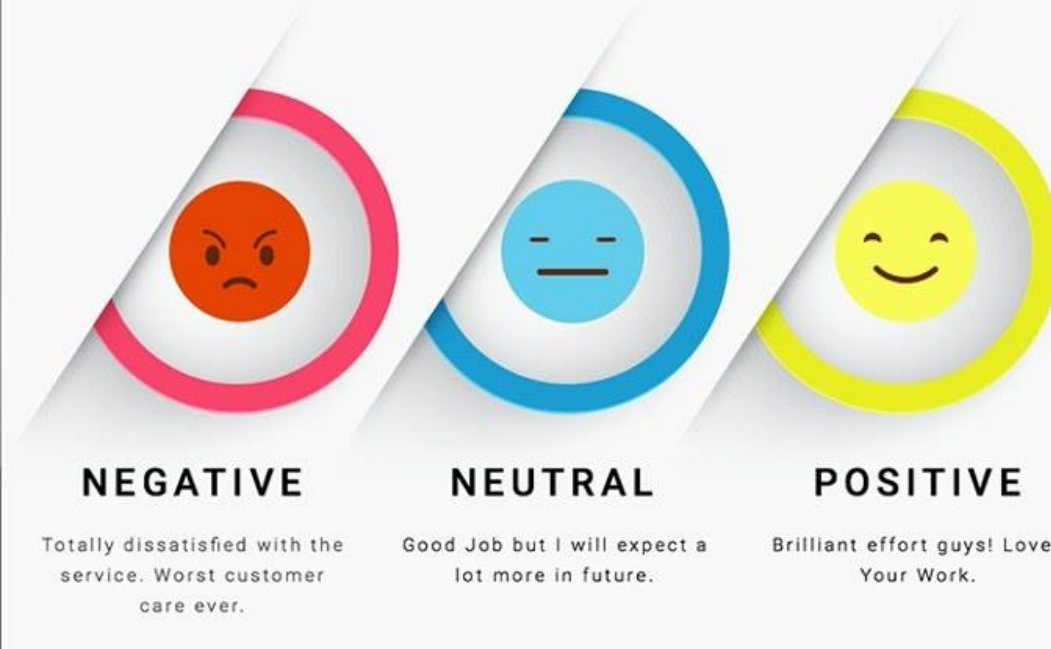 NEGATIVE
Totally dissatisfied with the
service. Worst customer
care ever.
NEUTRAL
Good Job but I will expect a
lot more in future.
POSITIVE
Brilliant effort guys! Love
Your Work.